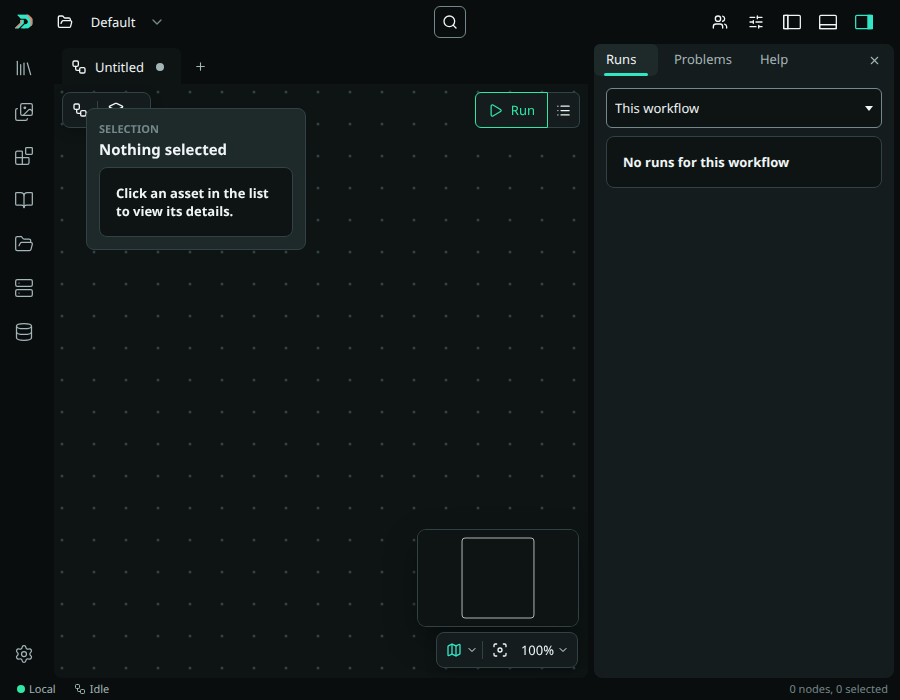 Default
Untitled
Run
SELECTION
Nothing selected
Click an asset in the list
to view its details.
100%
Runs
Problems
Help
This workflow
No runs for this workflow
Local
Idle
0 nodes, 0 selected